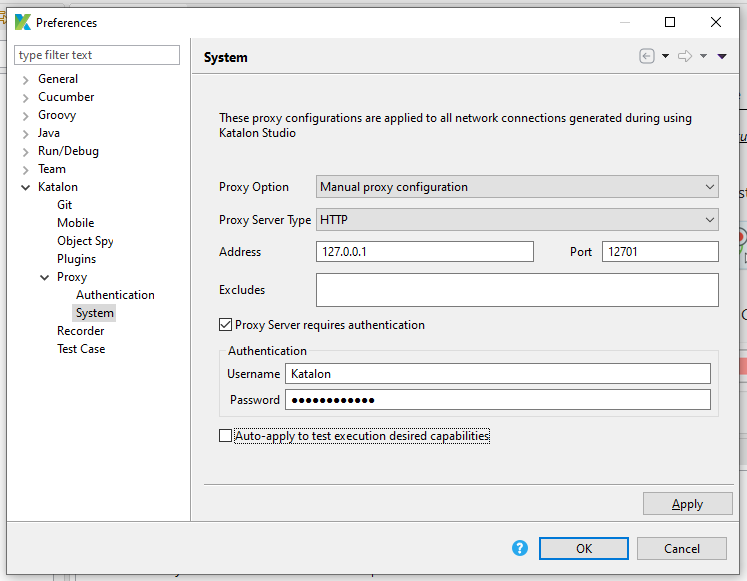 Preferences
type filter text
System
General
Cucumber
Groovy
Java
Run/Debug
Team
Katalon
Git
Mobile
Object Spy
Plugins
Proxy
Authentication
System
Recorder
Test Case
These proxy configurations are applied to all network connections generated during using
Katalon Studio
Proxy Option Manual proxy configuration
Proxy Server Type HTTP
Address 127.0.0.1 Port 12701
Excludes
Proxy Server requires authentication
Authentication
Username Katalon
Password ●●●●●●●●●●●●
Auto-apply to test execution desired capabilities
Apply
? OK Cancel